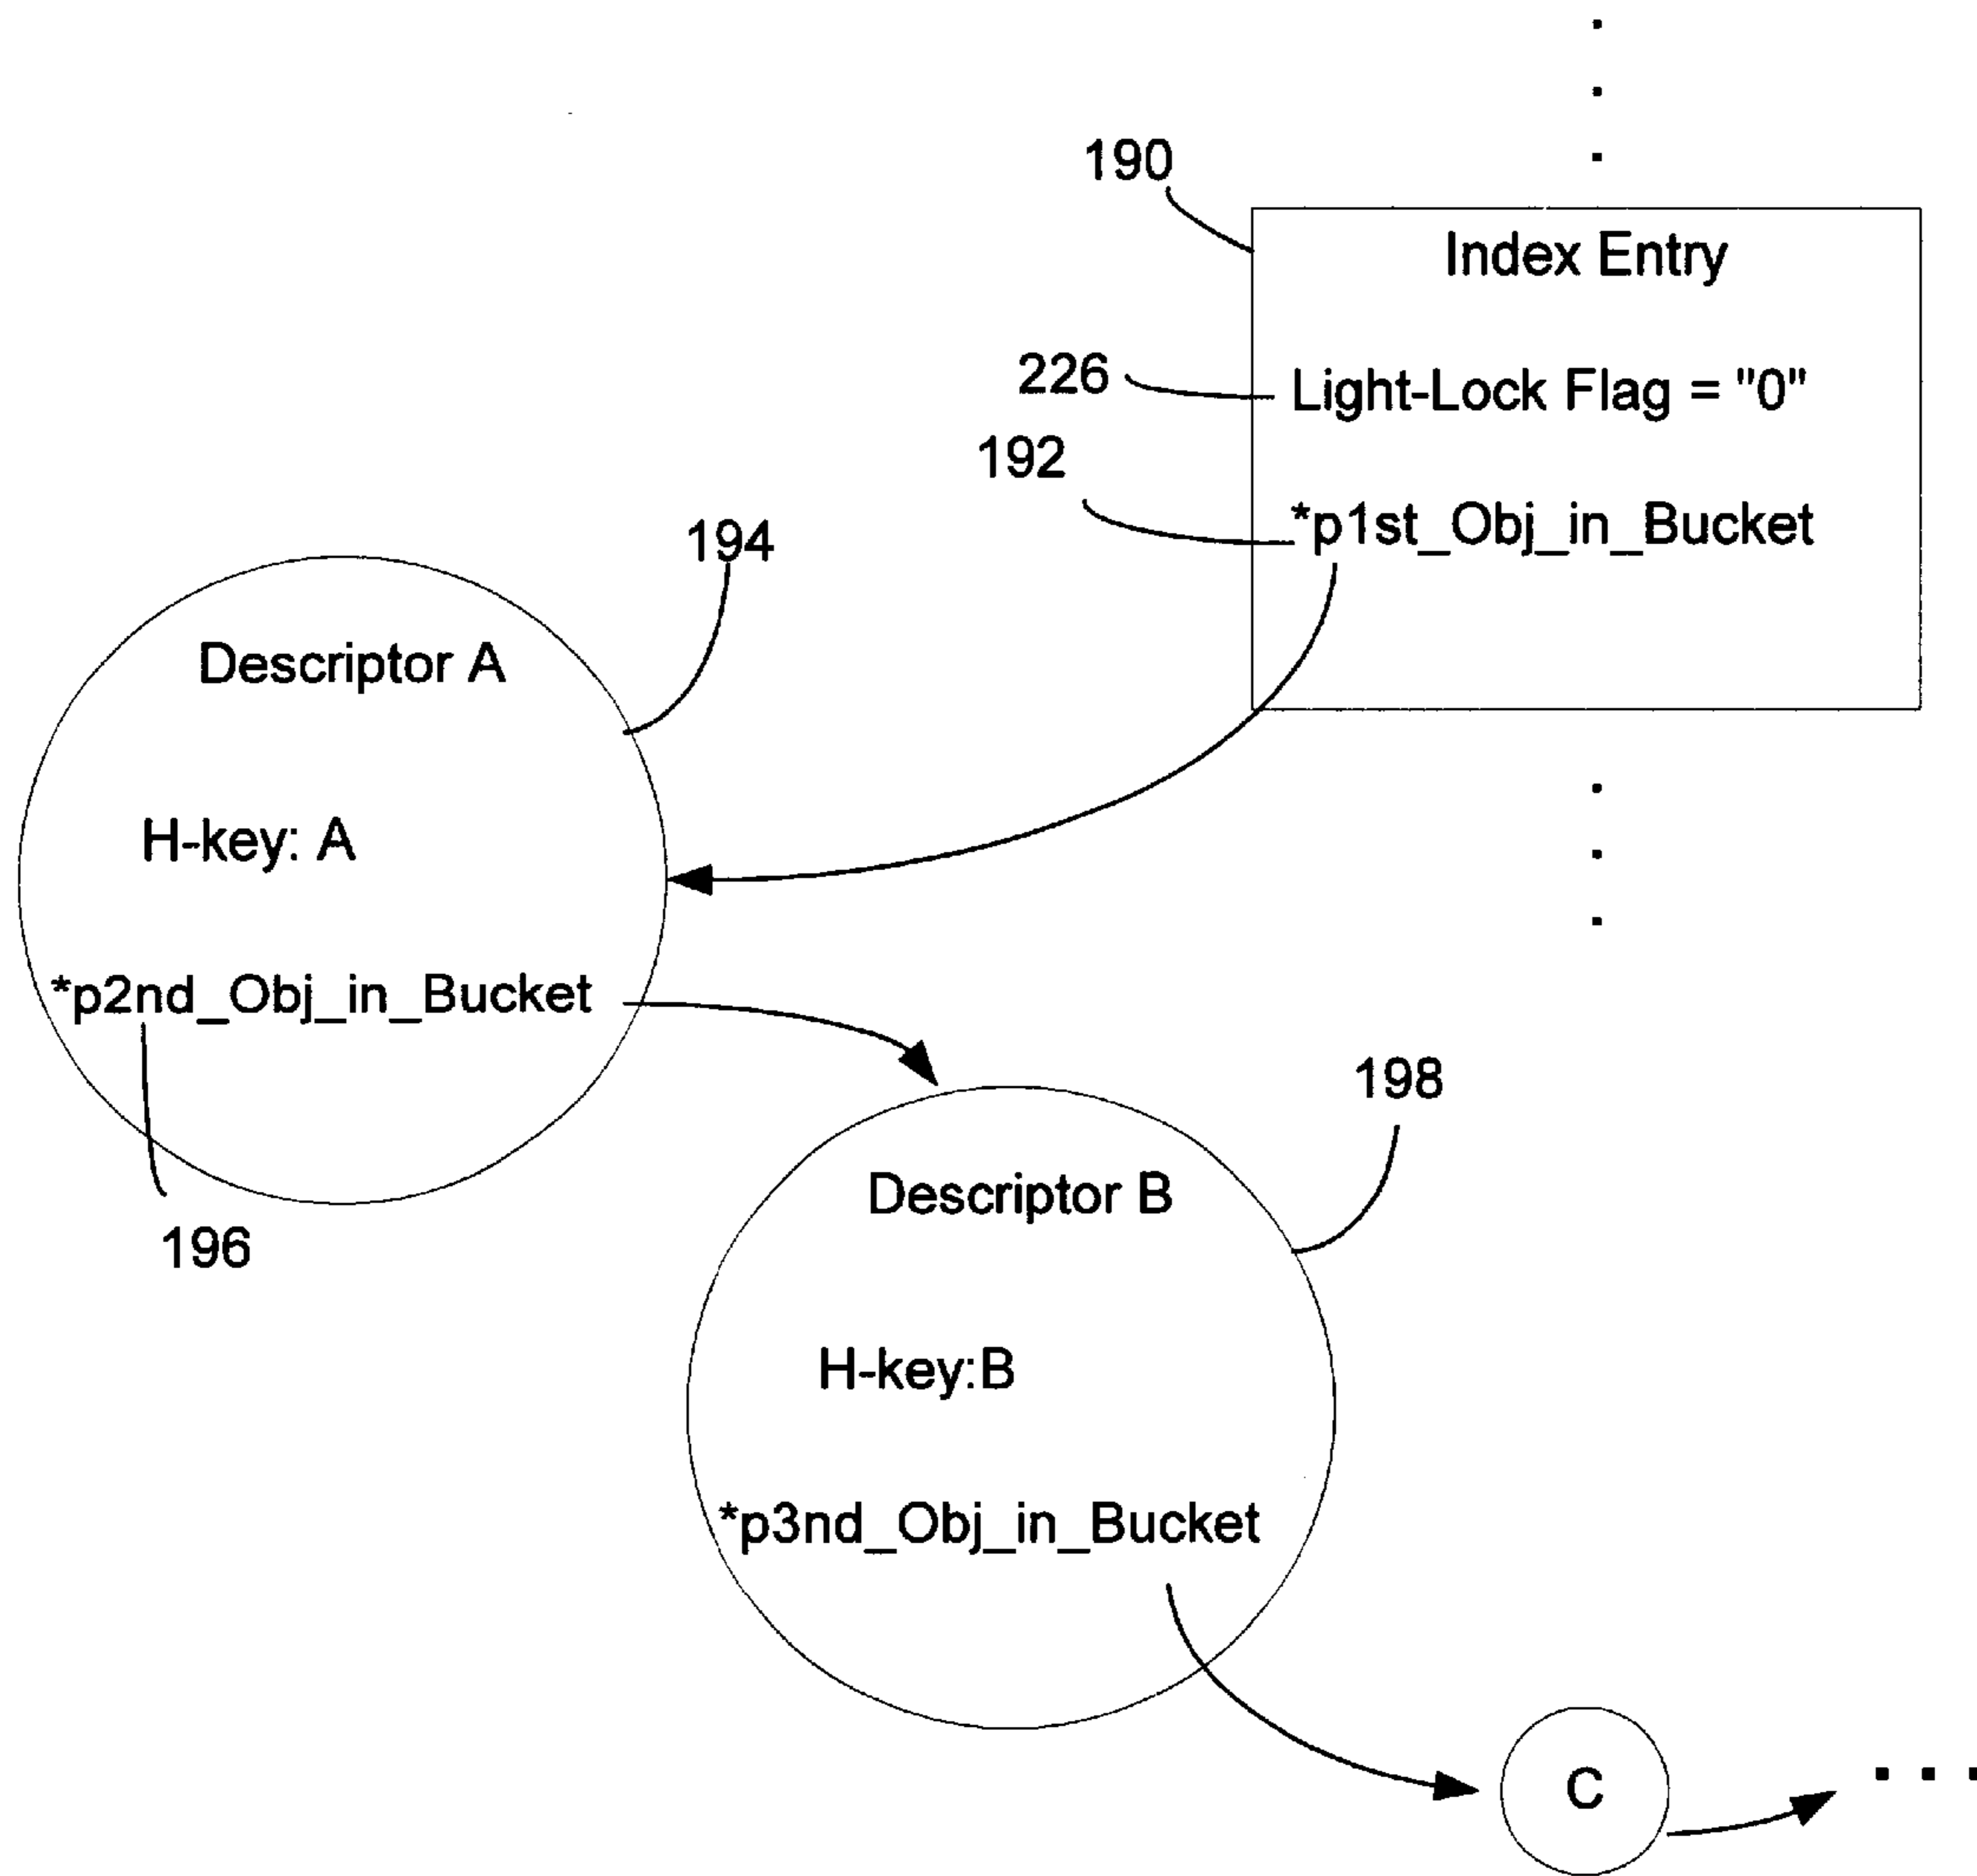 190
Index Entry
226
Light-Lock Flag = "0"
192
*p1st_Obj_in_Bucket
194
Descriptor A
H-key: A
*p2nd_Obj_in_Bucket
196
198
Descriptor B
H-key:B
*p3nd_Obj_in_Bucket
C
. . .